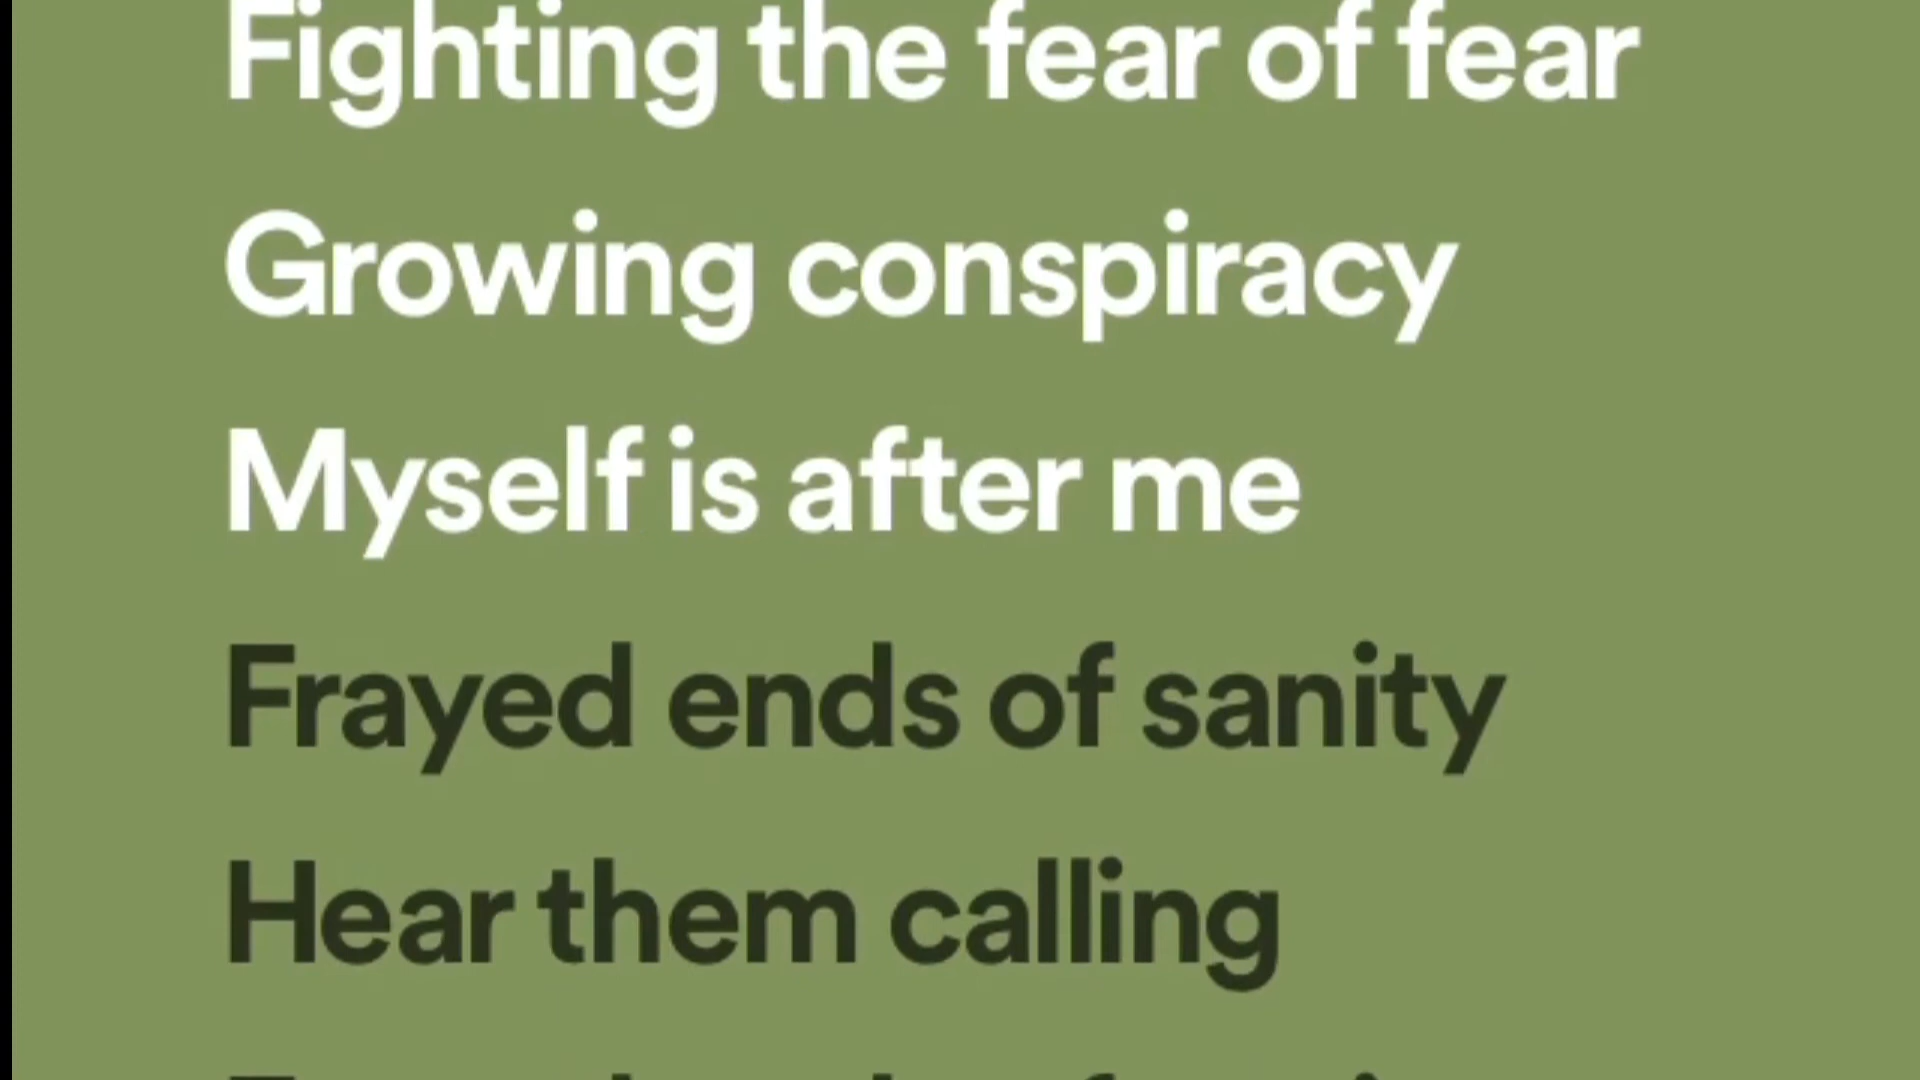 Fighting the fear of fear
Growing conspiracy
Myself is after me
Frayed ends of sanity
Hear them calling